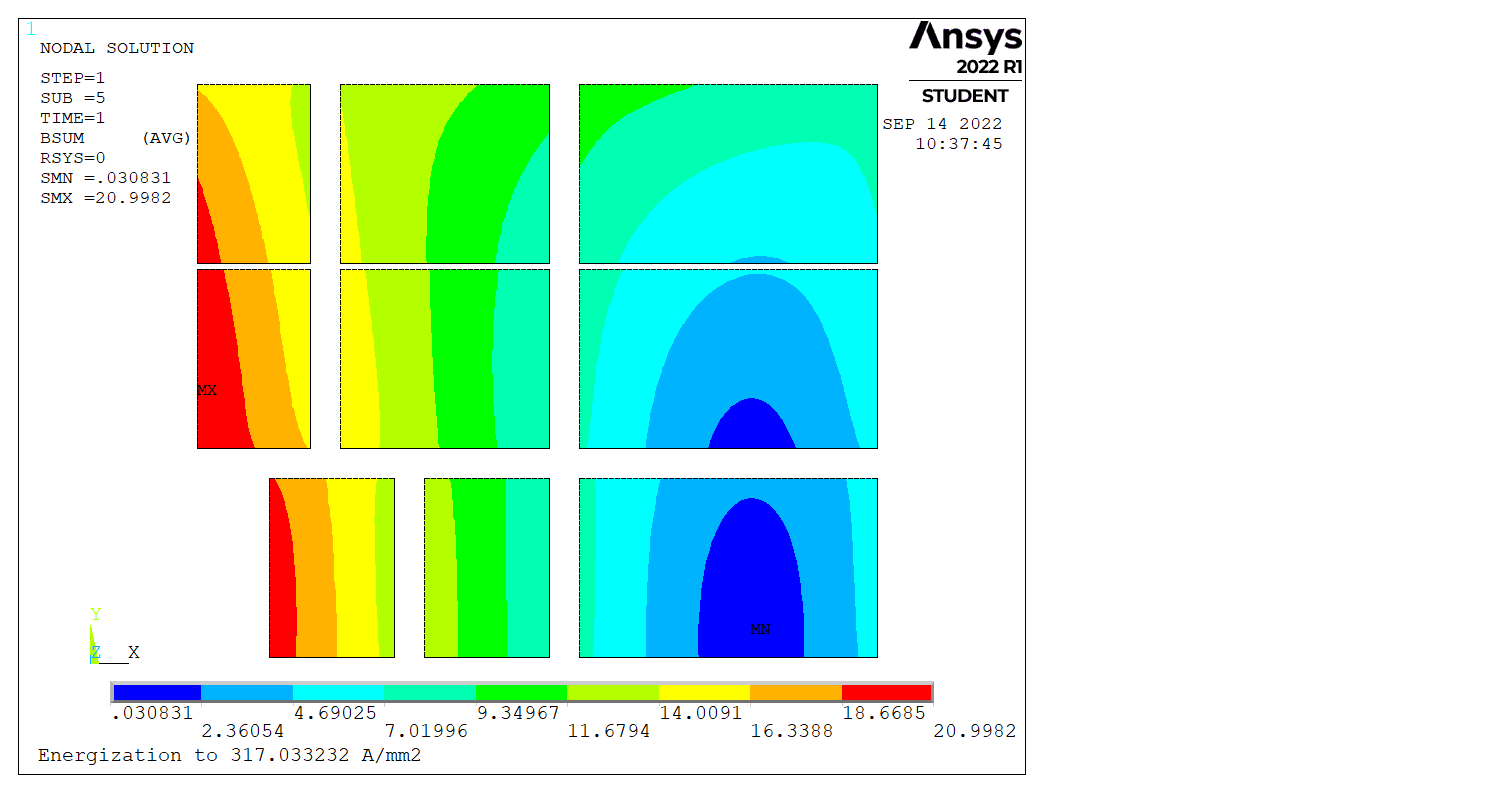 1
NODAL SOLUTION
STEP=1
SUB =5
TIME=1
BSUM     (AVG)
RSYS=0
SMN =.030831
SMX =20.9982
Ansys
2022 R1
STUDENT
SEP 14 2022
10:37:45
MX
MN
Y
Z
X
.030831
2.36054
4.69025
7.01996
9.34967
11.6794
14.0091
16.3388
18.6685
20.9982
Energization to 317.033232 A/mm2